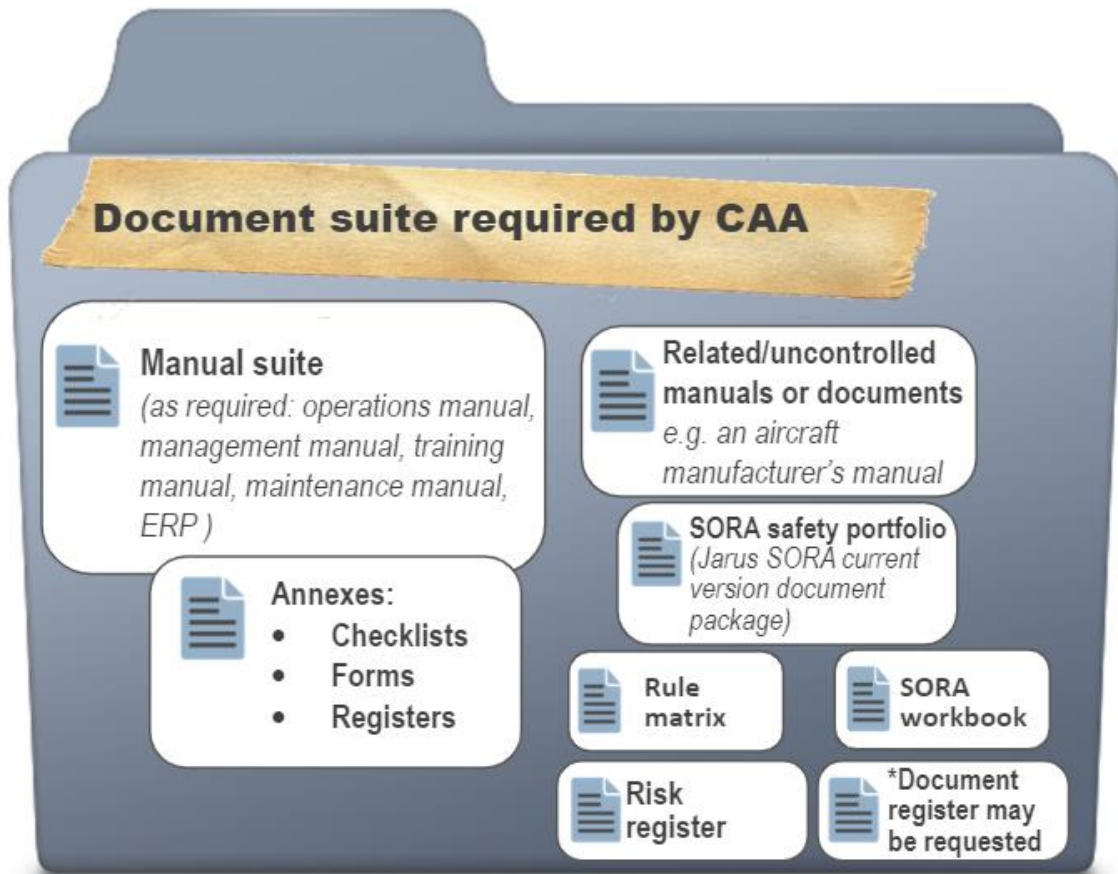 Document suite required by CAA
Manual suite
(as required: operations manual,
management manual, training
manual, maintenance manual,
ERP )
Annexes:
• Checklists
• Forms
• Registers
Related/uncontrolled
manuals or documents
e.g. an aircraft
manufacturer’s manual
SORA safety portfolio
(Jarus SORA current
version document
package)
Rule
matrix
SORA
workbook
Risk
register
*Document
register may
be requested